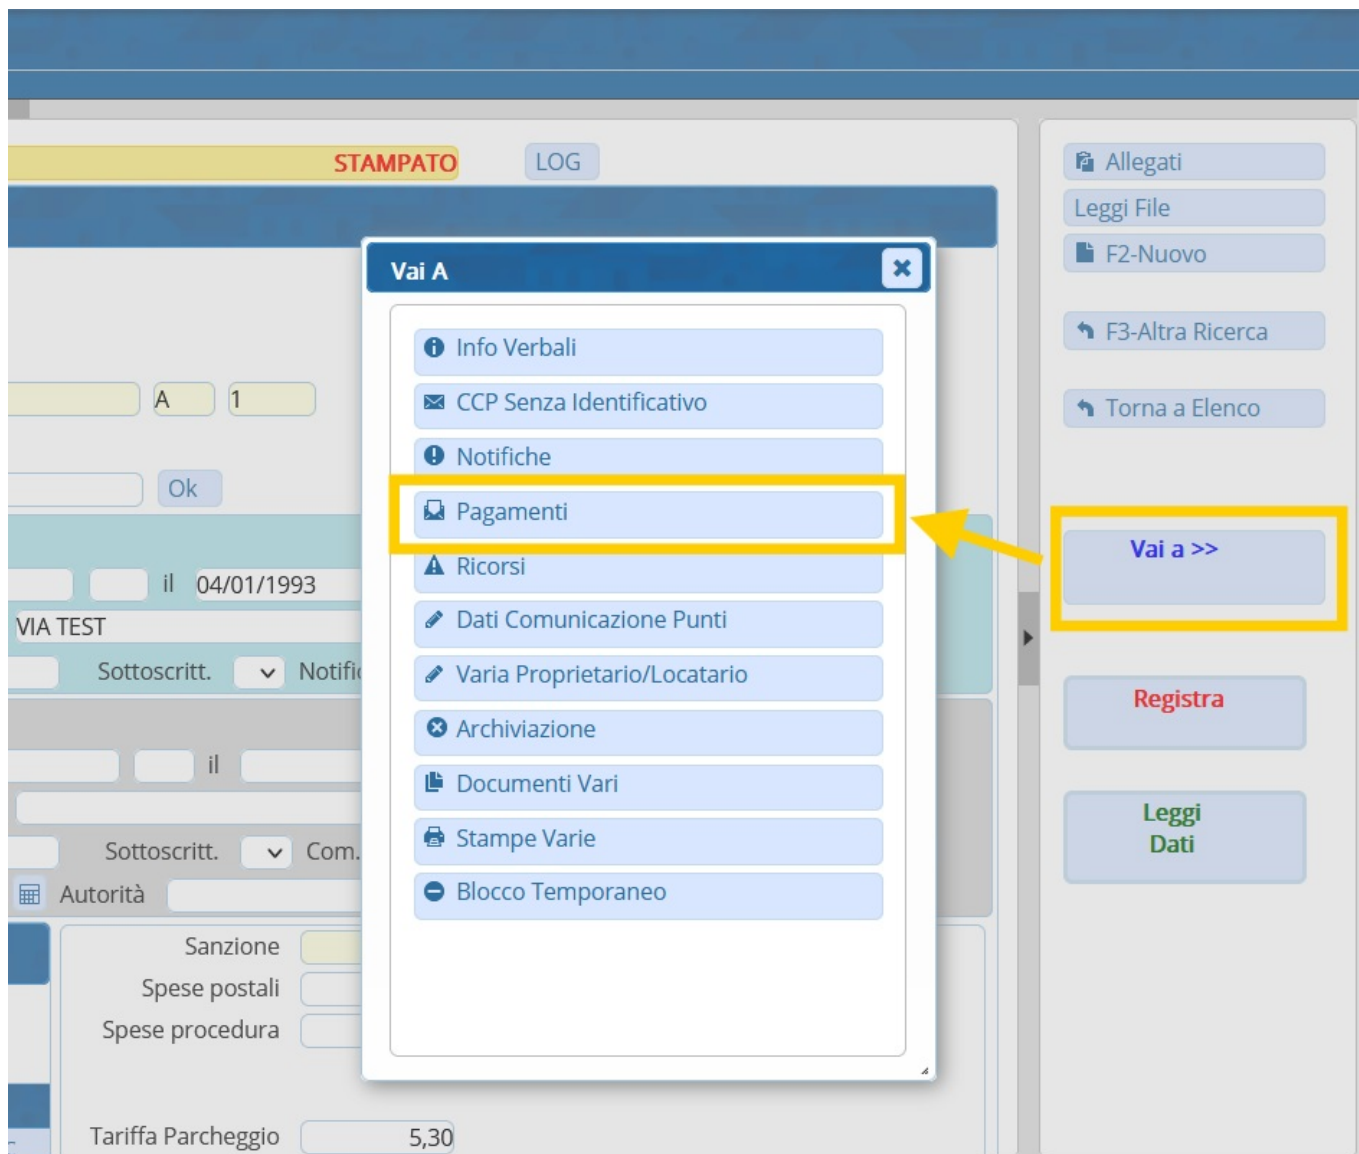 STAMPATO
LOG
Allegati
Leggi File
F2-Nuovo
F3-Altra Ricerca
Torna a Elenco
Vai a >>
Registra
Leggi
Dati
Vai A
Info Verbali
CCP Senza Identificativo
Notifiche
Pagamenti
Ricorsi
Dati Comunicazione Punti
Varia Proprietario/Locatario
Archiviazione
Documenti Vari
Stampe Varie
Blocco Temporaneo
A 1
Ok
il 04/01/1993
VIA TEST
Sottoscritt. Notific
il
Sottoscritt. Com.
Autorità
Sanzione
Spese postali
Spese procedura
Tariffa Parcheggio 5,30